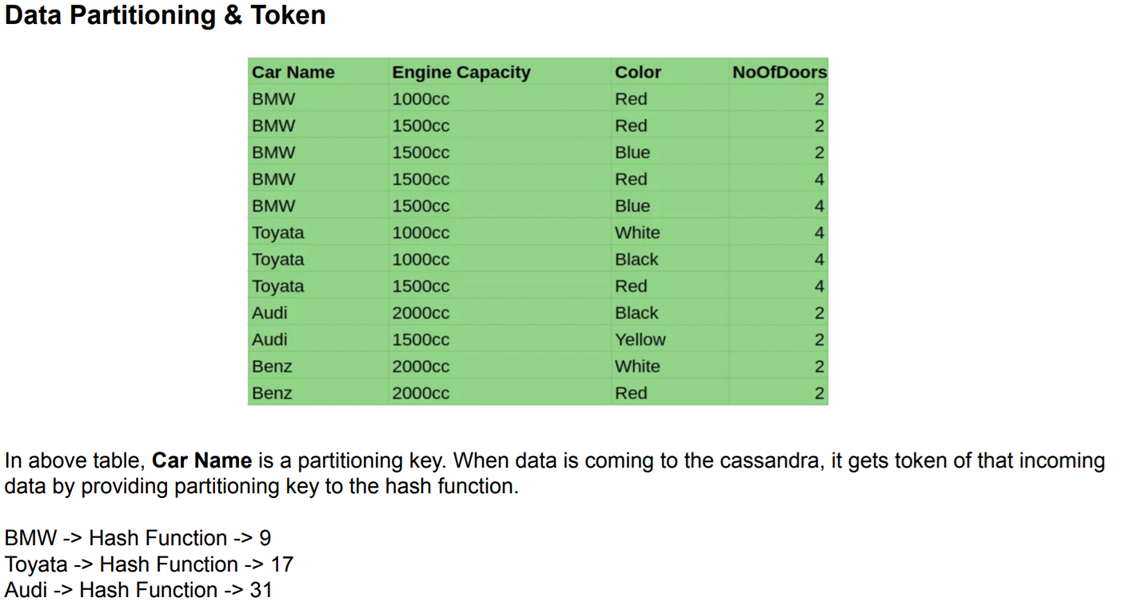 Data Partitioning & Token
Car Name Engine Capacity Color NoOfDoors
BMW 1000cc Red 2
BMW 1500cc Red 2
BMW 1500cc Blue 2
BMW 1500cc Red 4
BMW 1500cc Blue 4
Toyata 1000cc White 4
Toyata 1000cc Black 4
Toyata 1500cc Red 4
Audi 2000cc Black 2
Audi 1500cc Yellow 2
Benz 2000cc White 2
Benz 2000cc Red 2
In above table, Car Name is a partitioning key. When data is coming to the cassandra, it gets token of that incoming
data by providing partitioning key to the hash function.
BMW -> Hash Function -> 9
Toyata -> Hash Function -> 17
Audi -> Hash Function -> 31